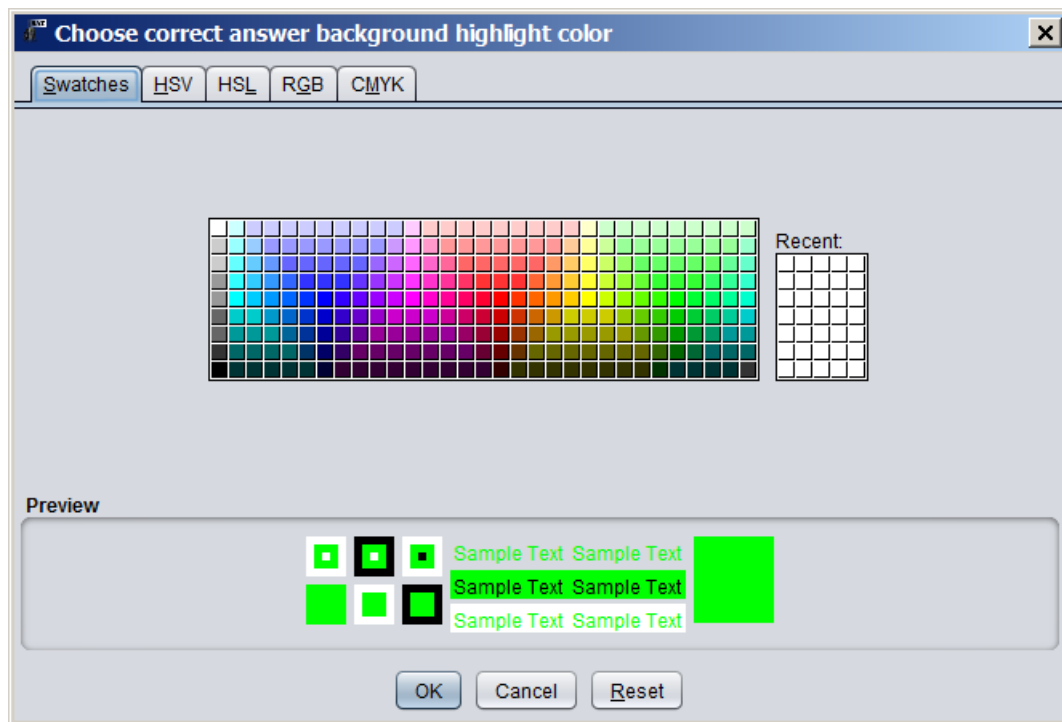 Choose correct answer background highlight color
Swatches HSV HSL RGB CMYK
Recent:
Preview
Sample Text Sample Text
Sample Text Sample Text
Sample Text Sample Text
OK Cancel Reset